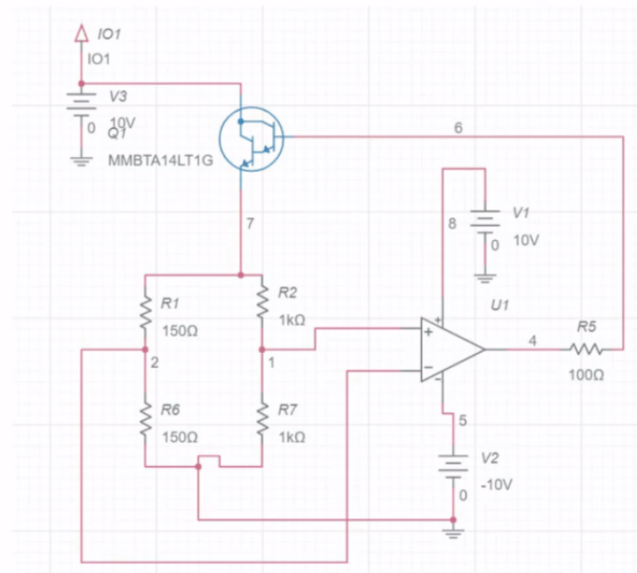 IO1
IO1
V3
10V
0
Q1
MMBTA14LT1G
6
7
8
V1
10V
0
R1
150Ω
R2
1kΩ
2
1
U1
+
+
−
−
4
R5
100Ω
R6
150Ω
R7
1kΩ
5
V2
-10V
0